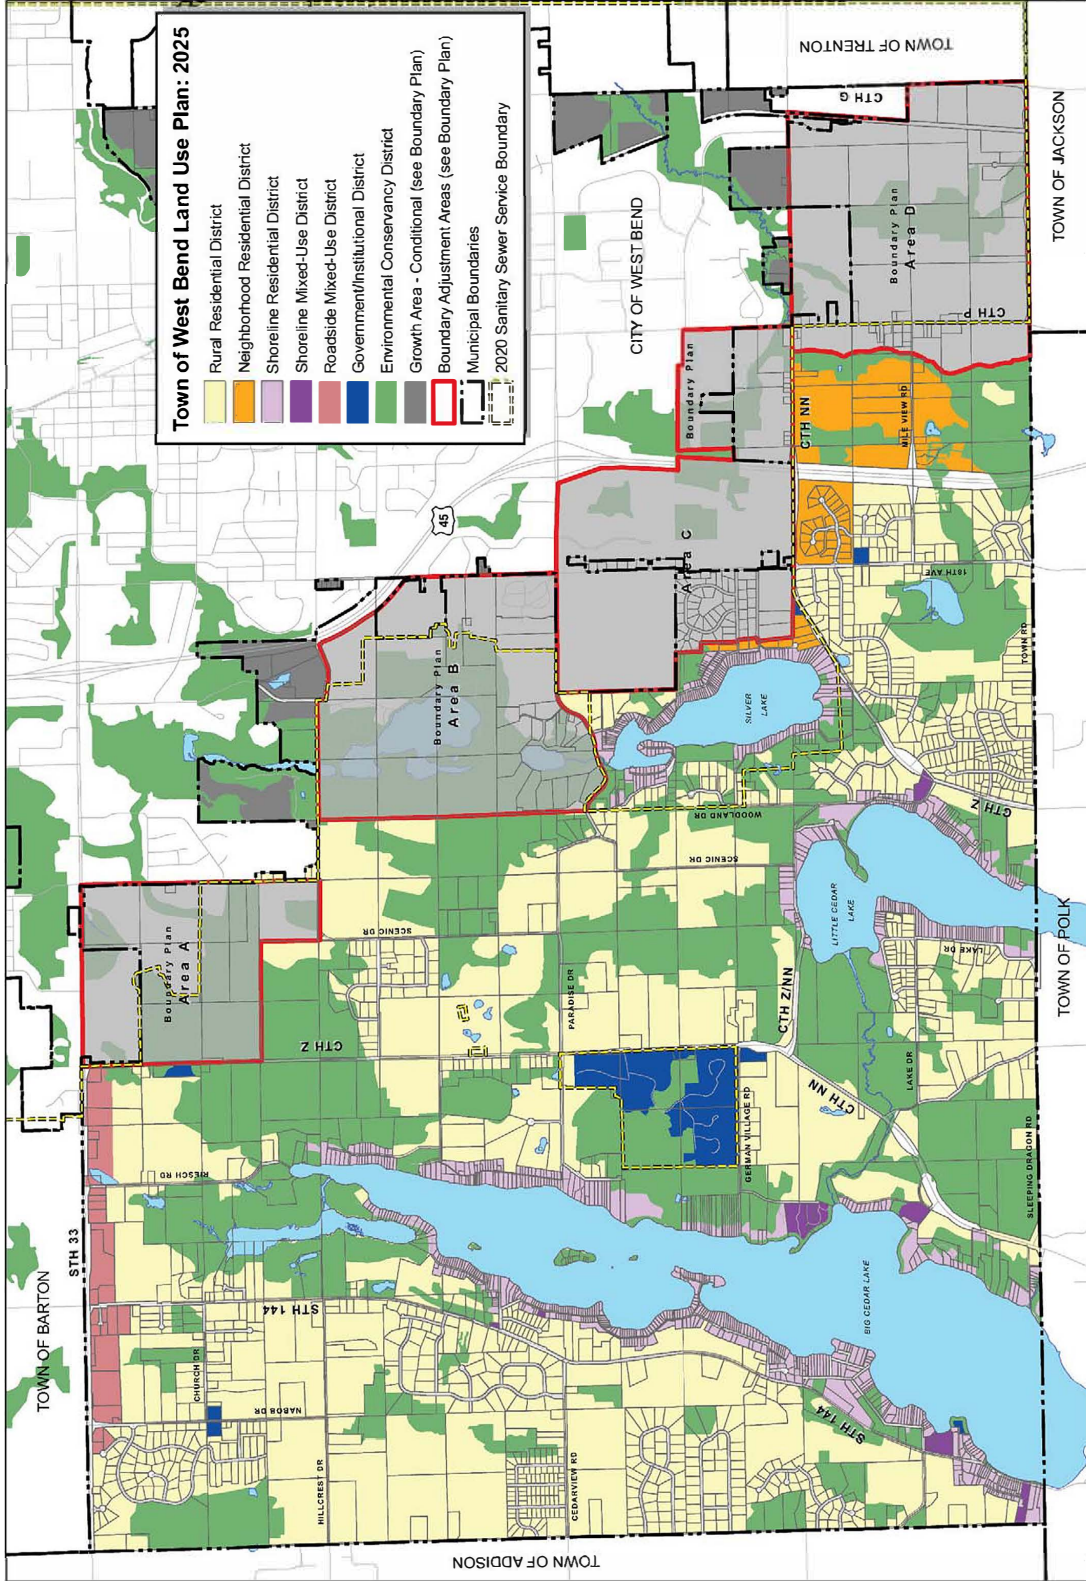 Town of West Bend Land Use Plan: 2025
Rural Residential District
Neighborhood Residential District
Shoreline Residential District
Shoreline Mixed-Use District
Roadside Mixed-Use District
Government/Institutional District
Environmental Conservancy District
Growth Area - Conditional (see Boundary Plan)
Boundary Adjustment Areas (see Boundary Plan)
Municipal Boundaries
2020 Sanitary Sewer Service Boundary
TOWN OF BARTON
STH 33
TOWN OF ADDISON
TOWN OF POLK
TOWN OF JACKSON
TOWN OF TRENTON
CITY OF WEST BEND
45
Boundary Plan
Area A
Boundary Plan
Area B
Boundary Plan
Area C
Boundary Plan
Area D
CTH G
CTH P
CTH NN
MILE VIEW RD
18TH AVE
TOWN RD
SILVER
LAKE
WOODLAND DR
SCENIC DR
SCENIC DR
CTH Z
CTH Z
LITTLE CEDAR
LAKE
LAKE DR
CTH Z/NN
PARADISE DR
GERMAN VILLAGE RD
CTH NN
LAKE DR
SLEEPING DRAGON RD
RIESCH RD
STH 144
CHURCH DR
NABOB DR
HILLCREST DR
CEDARVIEW RD
STH 144
BIG CEDAR LAKE